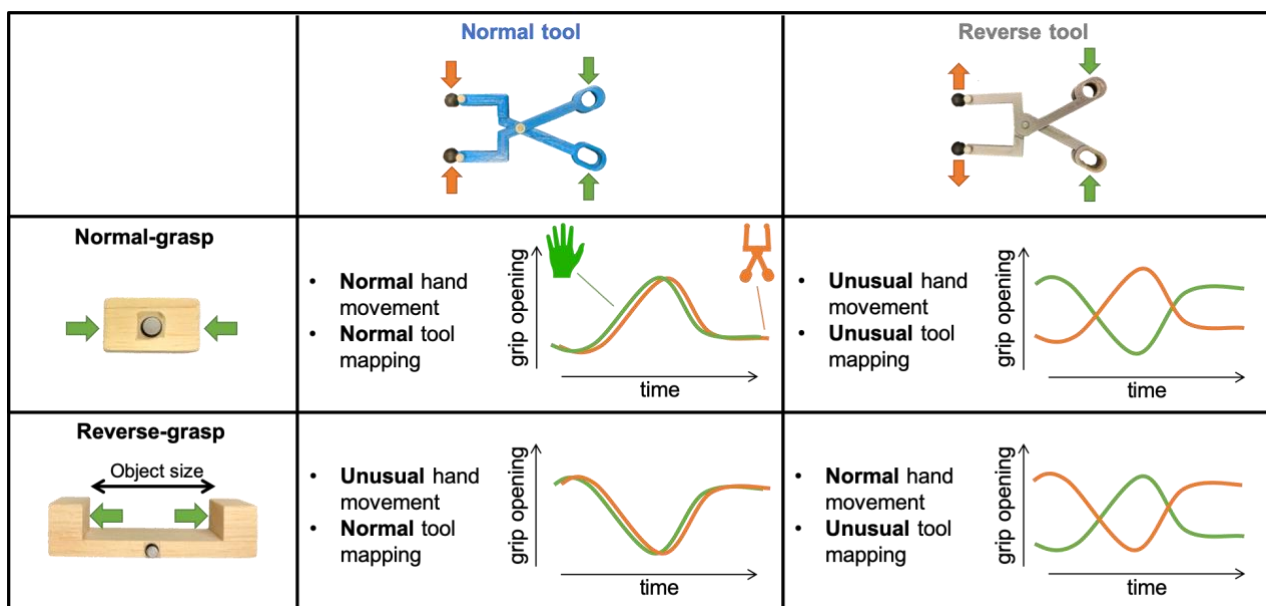 Normal tool
Reverse tool
Normal-grasp
• Normal hand
movement
• Normal tool
mapping
grip opening
time
• Unusual hand
movement
• Unusual tool
mapping
grip opening
time
Reverse-grasp
Object size
• Unusual hand
movement
• Normal tool
mapping
grip opening
time
• Normal hand
movement
• Unusual tool
mapping
grip opening
time